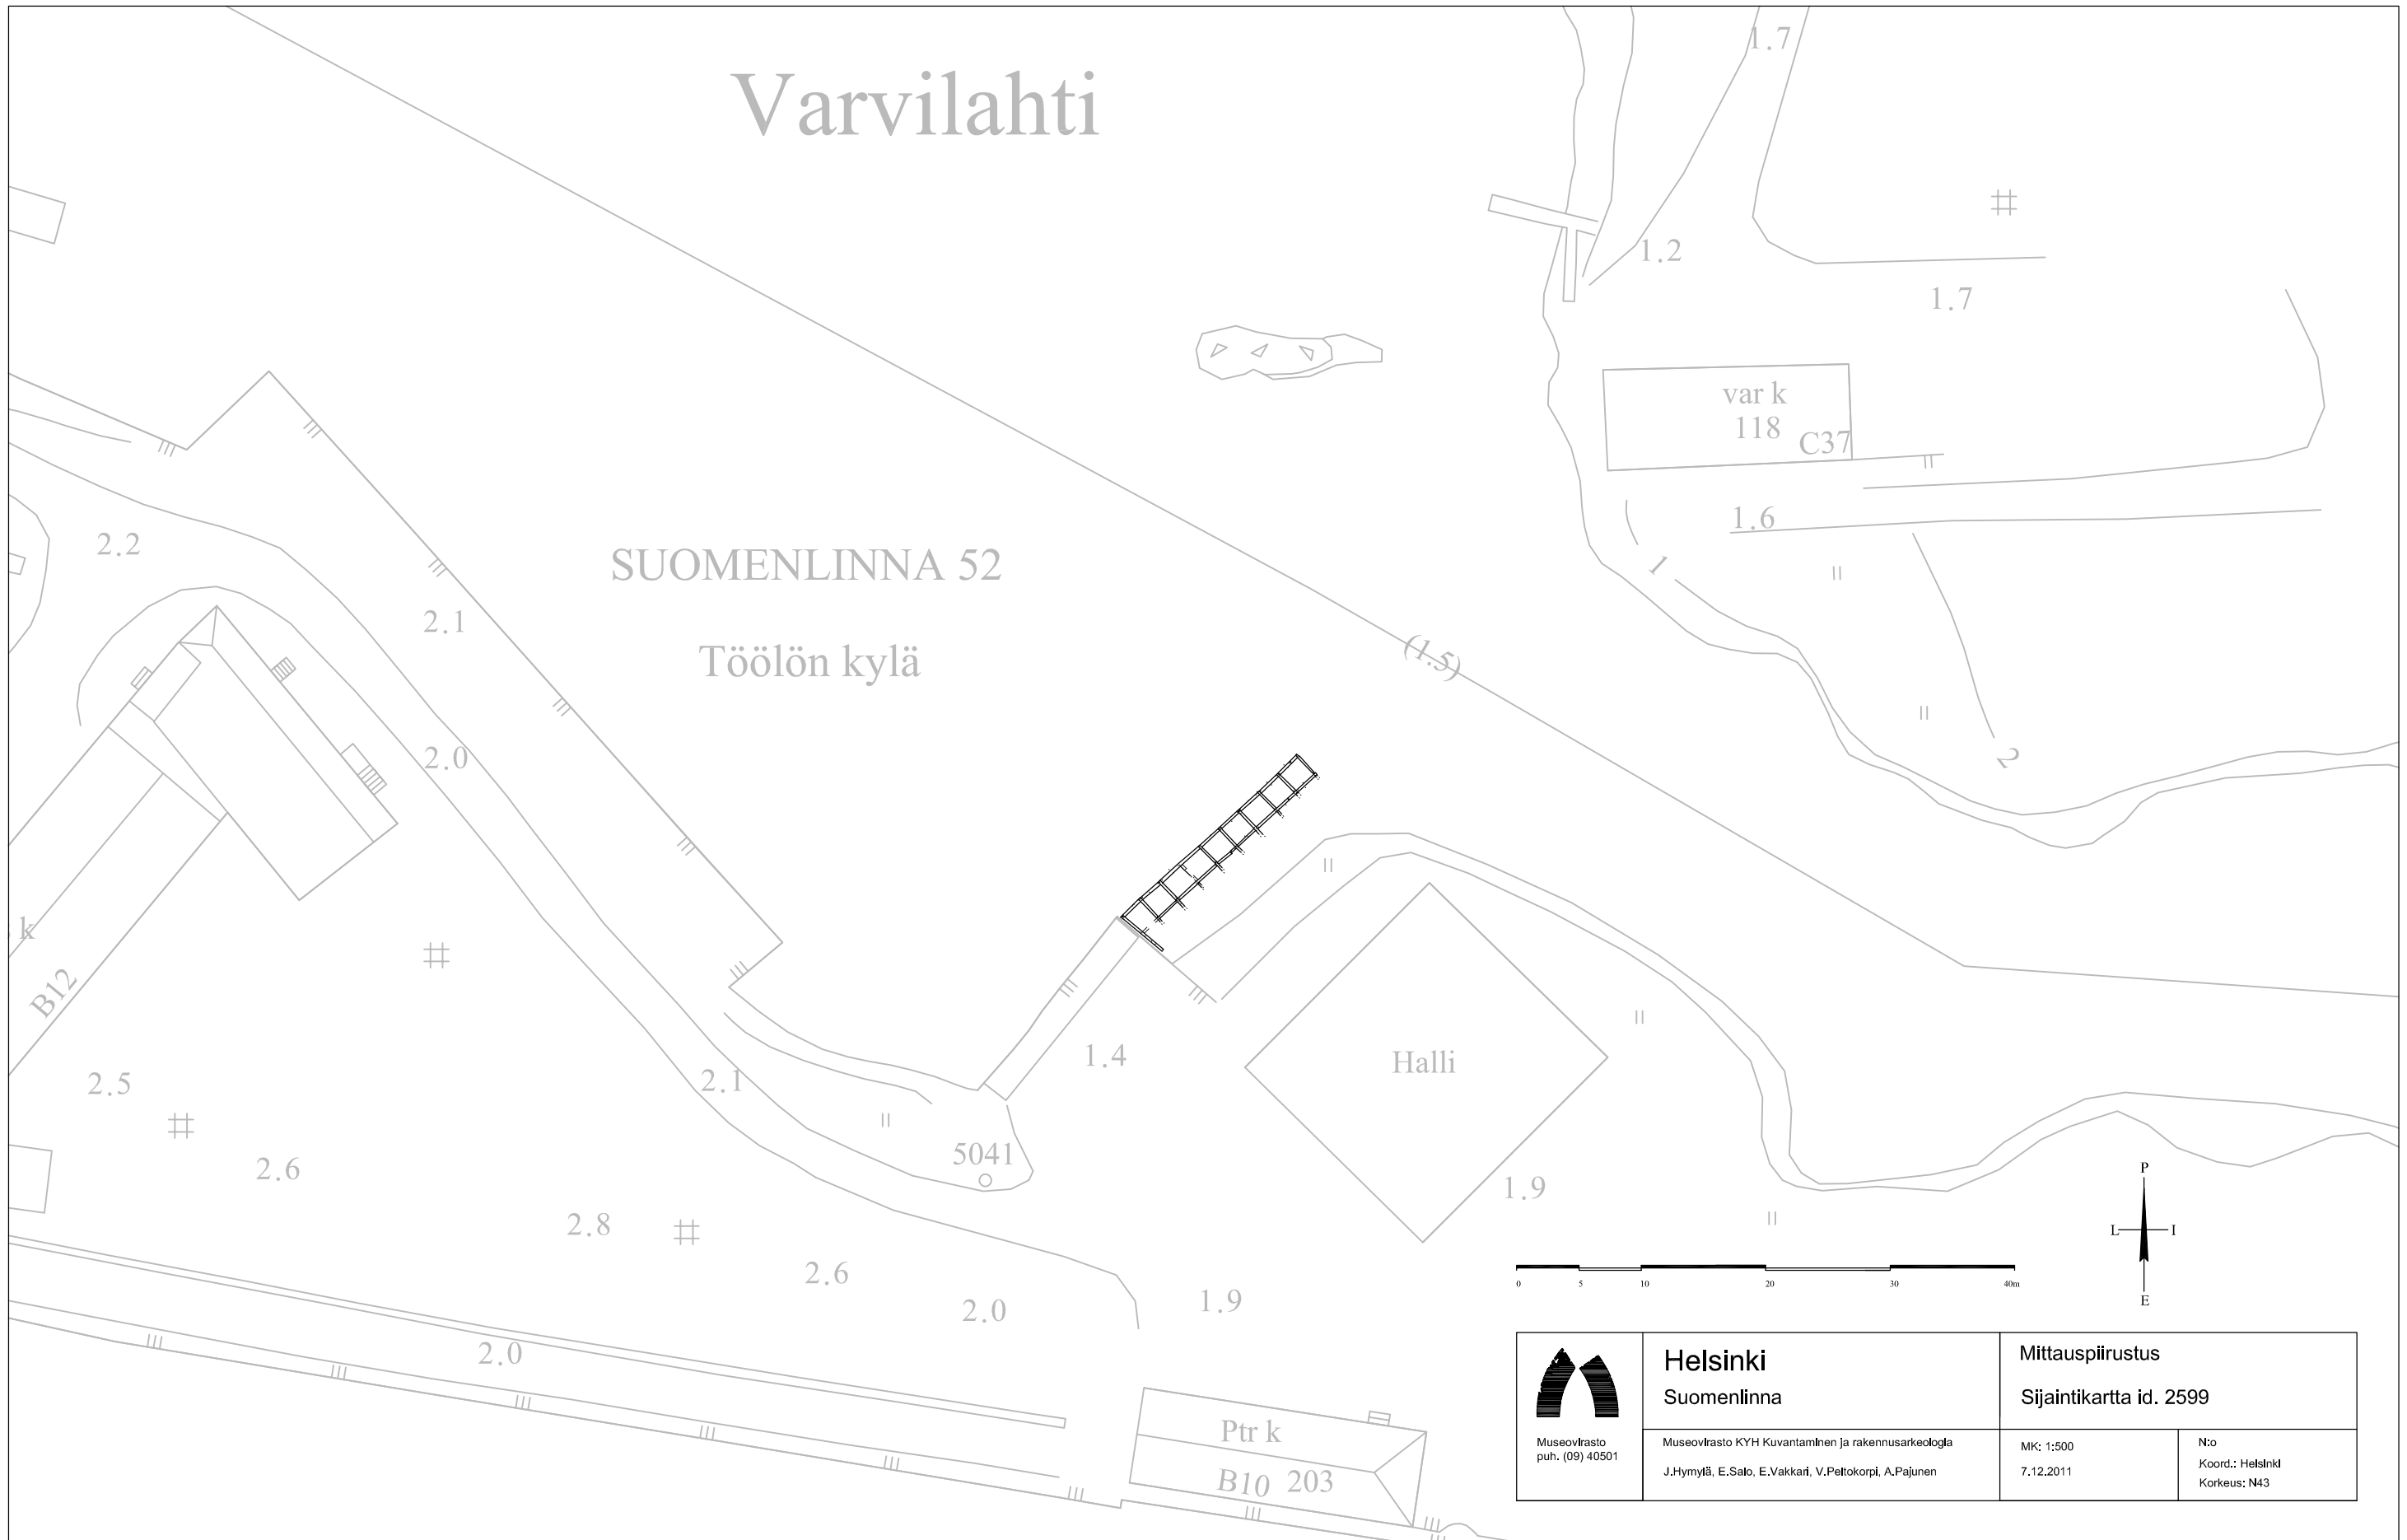 Varvilahti
1.7
1.2
1.7
var k
118
C37
1.6
1
2
2.2
SUOMENLINNA 52
2.1
Töölön kylä
(1.5)
2.0
k
B12
1.4
Halli
2.5
2.1
5041
2.6
1.9
2.8
2.6
2.0
1.9
2.0
Ptr k
B10 203
P
L I
E
0 5 10 20 30 40m
Museovirasto
puh. (09) 40501
Helsinki
Suomenlinna
Museovirasto KYH Kuvantaminen ja rakennusarkeologia
J.Hymylä, E.Salo, E.Vakkari, V.Peltokorpi, A.Pajunen
Mittauspiirustus
Sijaintikartta id. 2599
MK: 1:500
7.12.2011
N:o
Koord.: Helsinki
Korkeus: N43